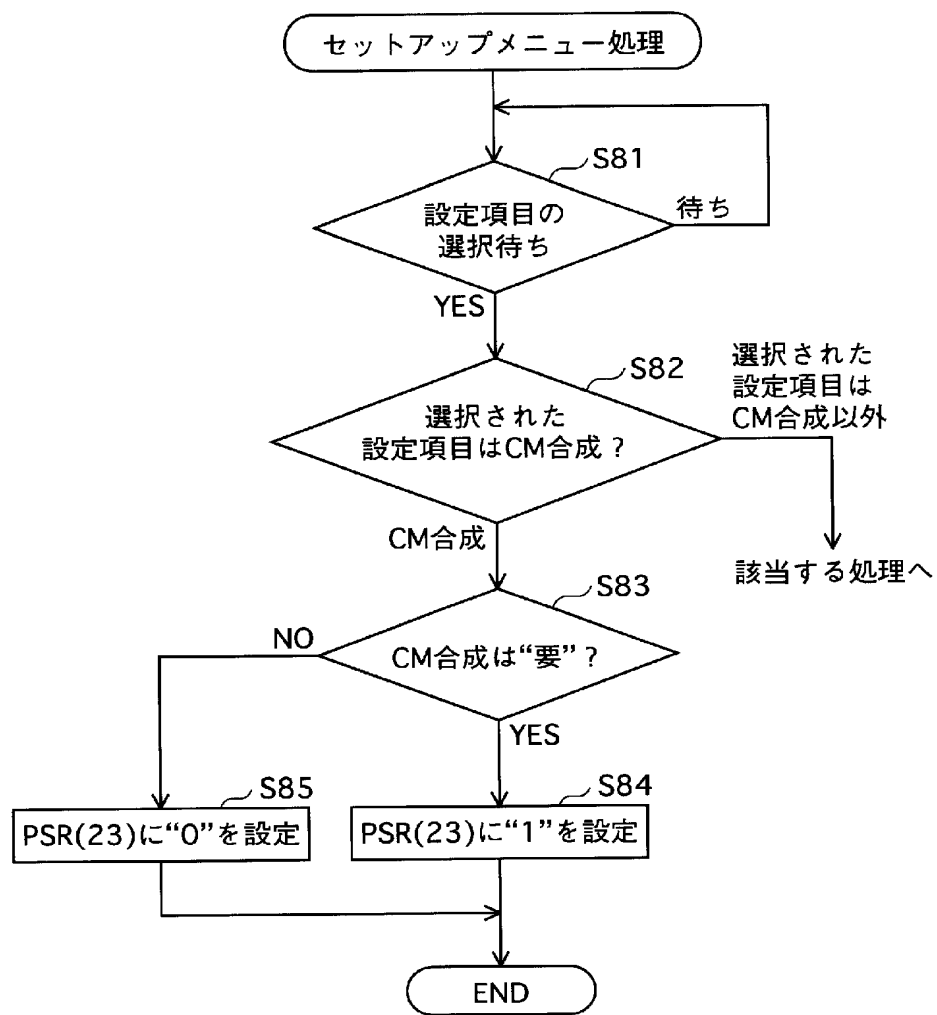 セットアップメニュー処理
S81
設定項目の
選択待ち
待ち
YES
S82
選択された
設定項目はCM合成？
選択された
設定項目は
CM合成以外
CM合成
該当する処理へ
S83
NO
CM合成は“要”？
YES
S85
PSR(23)に“0”を設定
S84
PSR(23)に“1”を設定
END